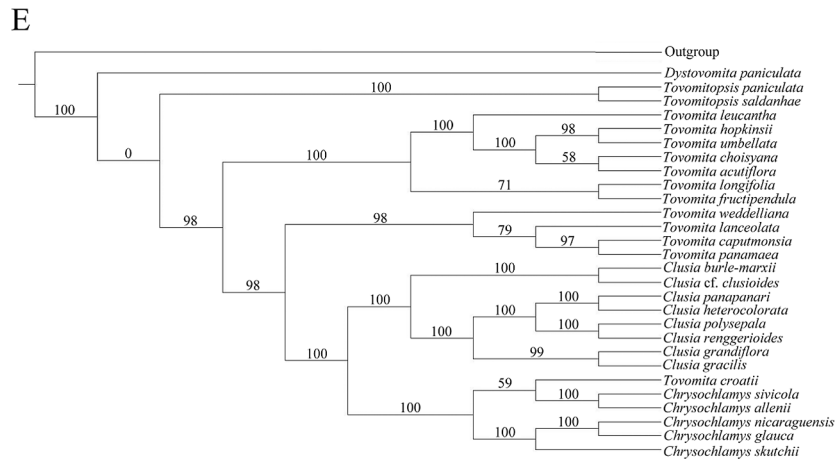 E
Outgroup
Dystovomita paniculata
100
Tovomitopsis paniculata
Tovomitopsis saldanhae
100
Tovomita leucantha
100
98
Tovomita hopkinsii
Tovomita umbellata
100
0
100
58
Tovomita choisyana
Tovomita acutiflora
71
Tovomita longifolia
Tovomita fructipendula
98
98
Tovomita weddelliana
79
Tovomita lanceolata
97
Tovomita caputmonsia
Tovomita panamaea
98
100
Clusia burle-marxii
Clusia cf. clusioides
100
100
Clusia panapanari
Clusia heterocolorata
100
100
Clusia polysepala
Clusia renggerioides
100
100
99
Clusia grandiflora
Clusia gracilis
59
Tovomita croatii
100
Chrysochlamys sivicola
Chrysochlamys allenii
100
100
Chrysochlamys nicaraguensis
Chrysochlamys glauca
100
Chrysochlamys skutchii